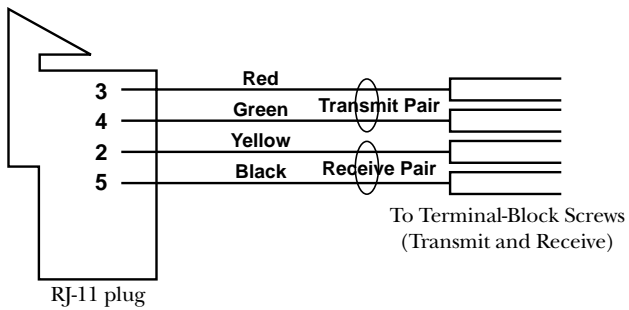 3 Red
Transmit Pair
4 Green
2 Yellow
Receive Pair
5 Black
To Terminal-Block Screws
(Transmit and Receive)
RJ-11 plug